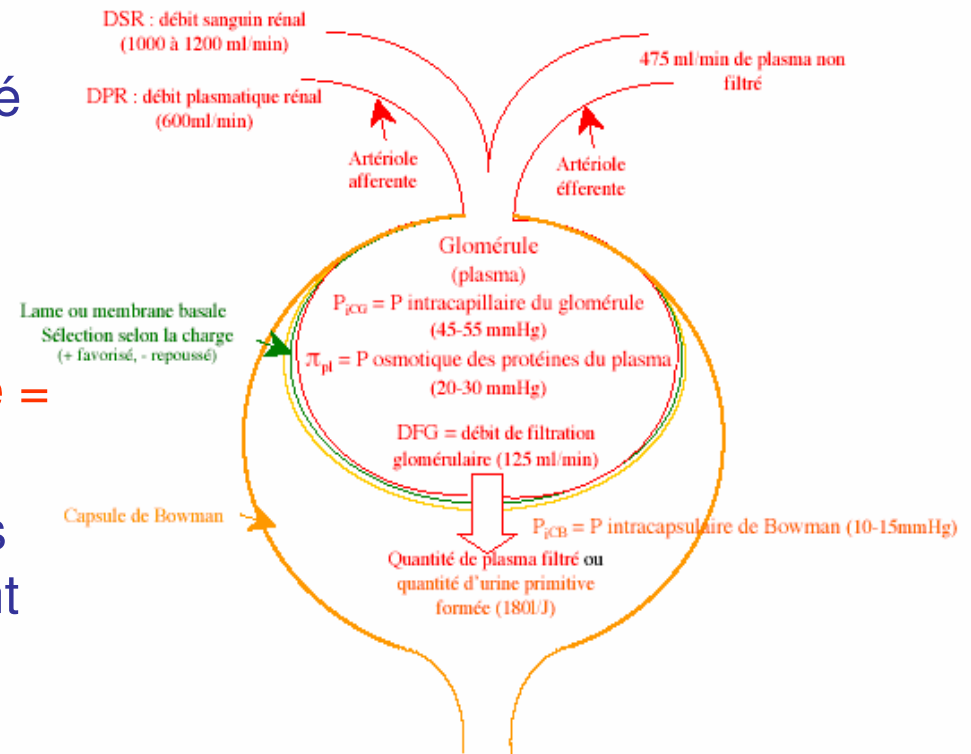 DSR : débit sanguin rénal
(1000 à 1200 ml/min)
475 ml/min de plasma non
filtré
é
DPR : débit plasmatique rénal
(600ml/min)
Artériole
afferente
Artériole
éfferente
Glomérule
(plasma)
PiCG = P intracapillaire du glomérule
(45-55 mmHg)
Lame ou membrane basale
Sélection selon la charge
(+ favorisé, - repoussé)
πpl = P osmotique des protéines du plasma
(20-30 mmHg)
e =
DFG = débit de filtration
glomérulaire (125 ml/min)
Capsule de Bowman
PiCB = P intracapsulaire de Bowman (10-15mmHg)
s
Quantité de plasma filtré ou
quantité d'urine primitive
formée (180l/J)
t